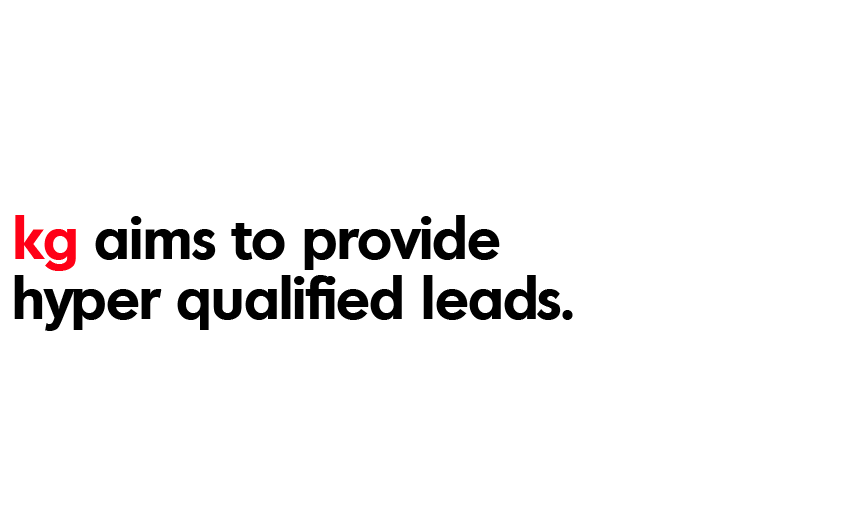 kg aims to provide
hyper qualified leads.